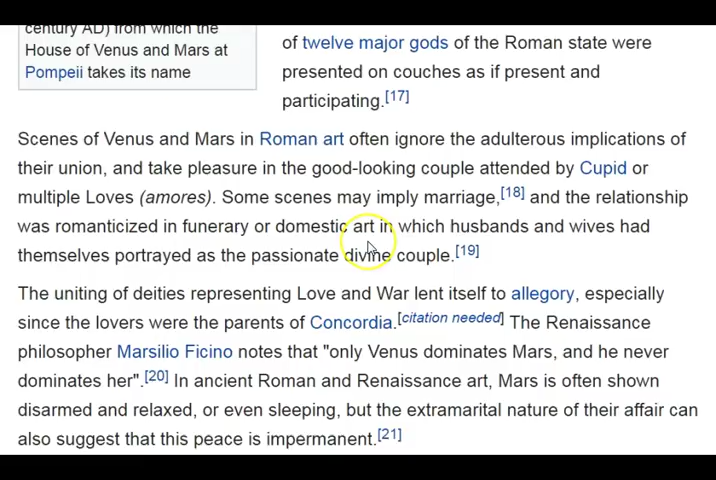 century AD) from which the
House of Venus and Mars at
Pompeii takes its name
of twelve major gods of the Roman state were
presented on couches as if present and
participating.[17]
Scenes of Venus and Mars in Roman art often ignore the adulterous implications of
their union, and take pleasure in the good-looking couple attended by Cupid or
multiple Loves (amores). Some scenes may imply marriage,[18] and the relationship
was romanticized in funerary or domestic art in which husbands and wives had
themselves portrayed as the passionate divine couple.[19]
The uniting of deities representing Love and War lent itself to allegory, especially
since the lovers were the parents of Concordia.[citation needed] The Renaissance
philosopher Marsilio Ficino notes that "only Venus dominates Mars, and he never
dominates her".[20] In ancient Roman and Renaissance art, Mars is often shown
disarmed and relaxed, or even sleeping, but the extramarital nature of their affair can
also suggest that this peace is impermanent.[21]